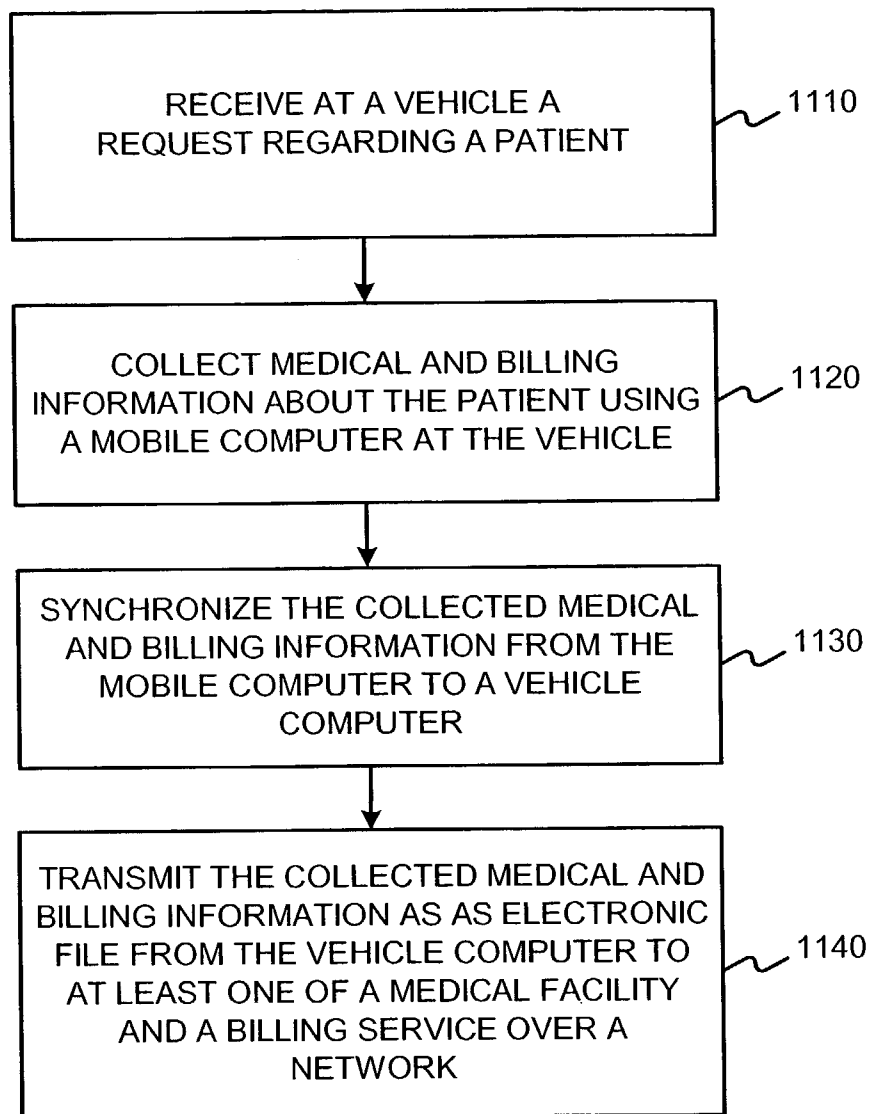 RECEIVE AT A VEHICLE A
REQUEST REGARDING A PATIENT
1110
COLLECT MEDICAL AND BILLING
INFORMATION ABOUT THE PATIENT USING
A MOBILE COMPUTER AT THE VEHICLE
1120
SYNCHRONIZE THE COLLECTED MEDICAL
AND BILLING INFORMATION FROM THE
MOBILE COMPUTER TO A VEHICLE
COMPUTER
1130
TRANSMIT THE COLLECTED MEDICAL AND
BILLING INFORMATION AS AS ELECTRONIC
FILE FROM THE VEHICLE COMPUTER TO
AT LEAST ONE OF A MEDICAL FACILITY
AND A BILLING SERVICE OVER A
NETWORK
1140